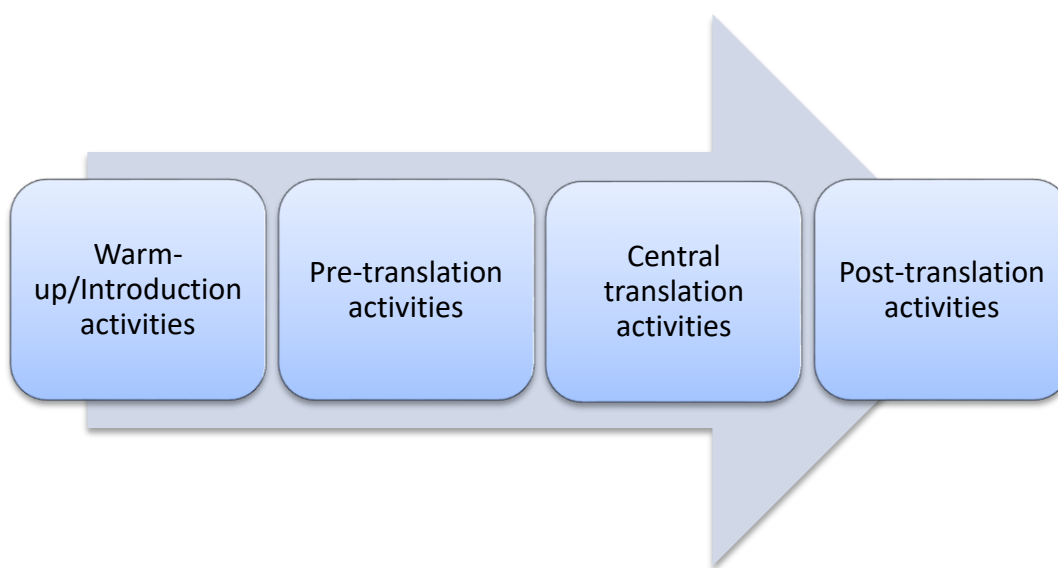 Warm-
up/Introduction
activities
Pre-translation
activities
Central
translation
activities
Post-translation
activities